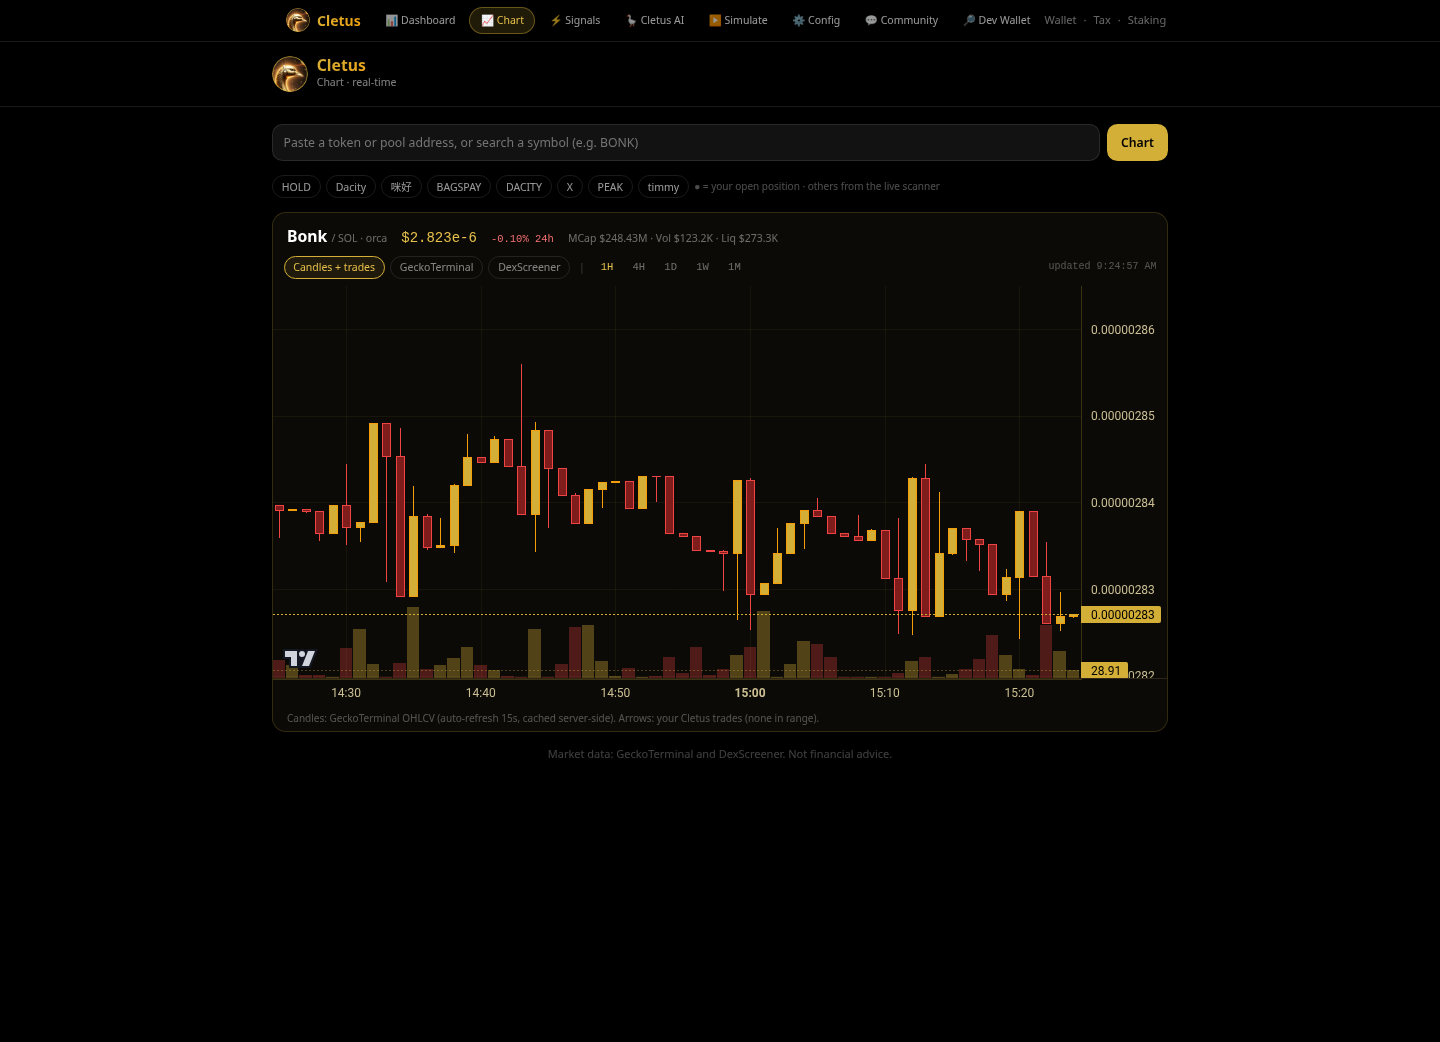 Cletus 📊 Dashboard 📈 Chart ⚡ Signals 🦆 Cletus AI ▶️ Simulate ⚙️ Config 💬 Community 🔎 Dev Wallet Wallet · Tax · Staking
Cletus
Chart · real-time
Paste a token or pool address, or search a symbol (e.g. BONK) Chart
HOLD Dacity 咪好 BAGSPAY DACITY X PEAK timmy ● = your open position · others from the live scanner
Bonk / SOL · orca $2.823e-6 -0.10% 24h MCap $248.43M · Vol $123.2K · Liq $273.3K
Candles + trades GeckoTerminal DexScreener | 1H 4H 1D 1W 1M updated 9:24:57 AM
0.00000286
0.00000285
0.00000284
0.00000283
0.00000283
28.91
14:30 14:40 14:50 15:00 15:10 15:20
Candles: GeckoTerminal OHLCV (auto-refresh 15s, cached server-side). Arrows: your Cletus trades (none in range).
Market data: GeckoTerminal and DexScreener. Not financial advice.